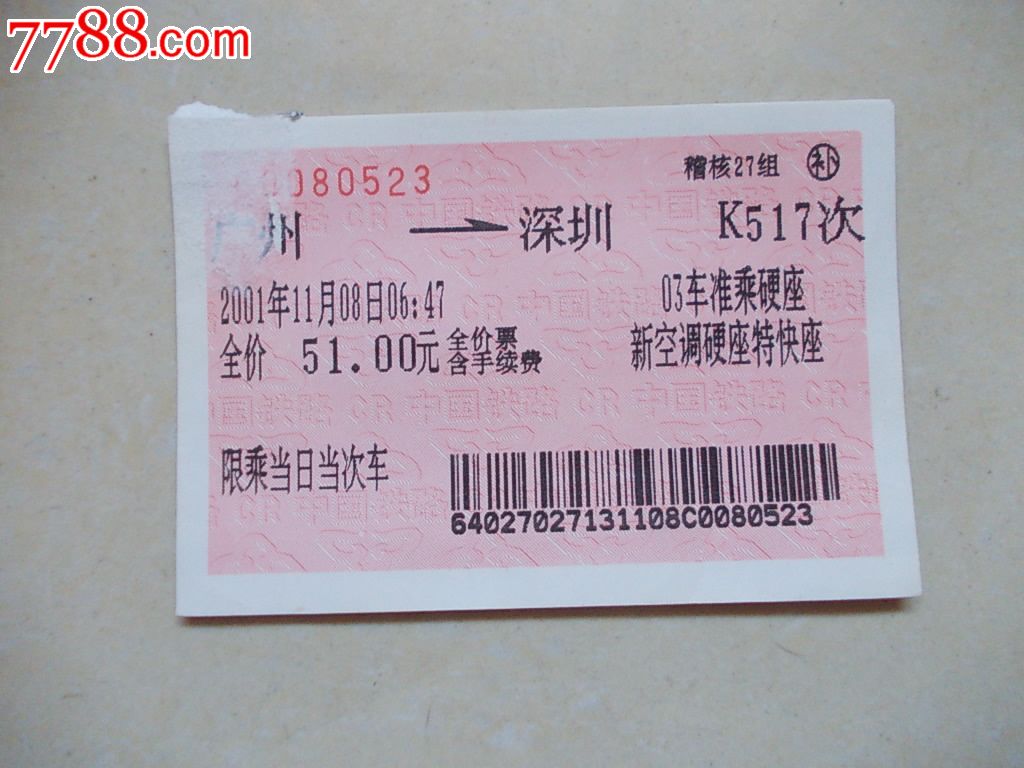 7788.com
0080523
稽核27组 补
广州 → 深圳 K517次
2001年11月08日06:47 03车准乘硬座
全价 51.00元 全价票 含手续费 新空调硬座特快座
限乘当日当次车
64027027131108C0080523